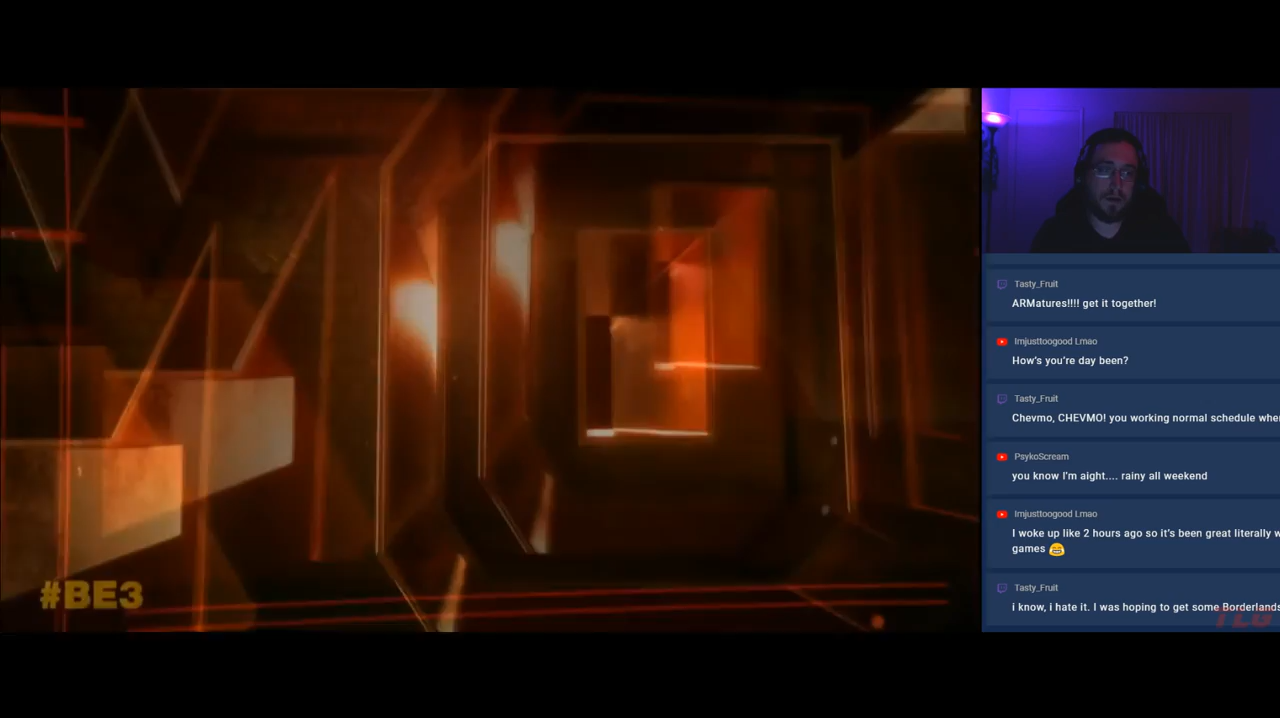 #BE3
Tasty_Fruit
ARMatures!!!! get it together!
Imjusttoogood Lmao
How's you're day been?
Tasty_Fruit
Chevmo, CHEVMO! you working normal schedule
PsykoScream
you know I'm aight.... rainy all weekend
Imjusttoogood Lmao
I woke up like 2 hours ago so it's been great literally
games 😂
Tasty_Fruit
i know, i hate it. I was hoping to get some Borderlands
TLG